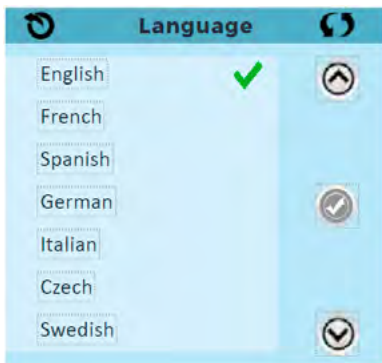 Language
English
French
Spanish
German
Italian
Czech
Swedish